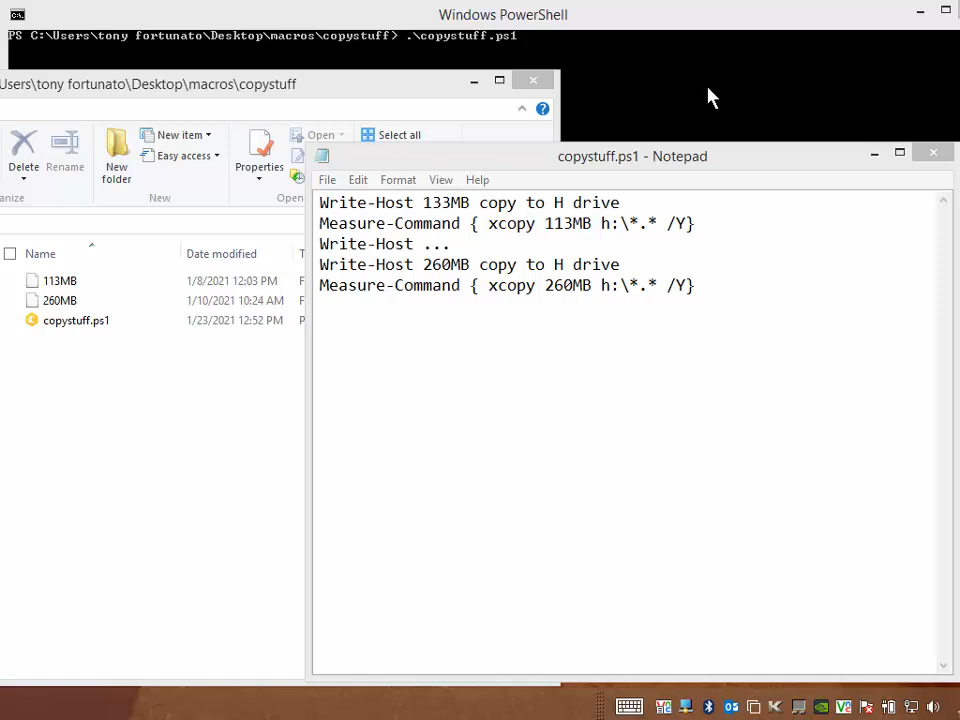 Windows PowerShell
PS C:\Users\tony fortunato\Desktop\macros\copystuff> .\copystuff.ps1
Users\tony fortunato\Desktop\macros\copystuff
Delete
Rename
New folder
New item
Easy access
Properties
Open
Select all
anize
New
Open
Name
Date modified
T
113MB
1/8/2021 12:03 PM
F
260MB
1/10/2021 10:24 AM
F
copystuff.ps1
1/23/2021 12:52 PM
P
copystuff.ps1 - Notepad
File Edit Format View Help
Write-Host 133MB copy to H drive
Measure-Command { xcopy 113MB h:\*.* /Y}
Write-Host ...
Write-Host 260MB copy to H drive
Measure-Command { xcopy 260MB h:\*.* /Y}